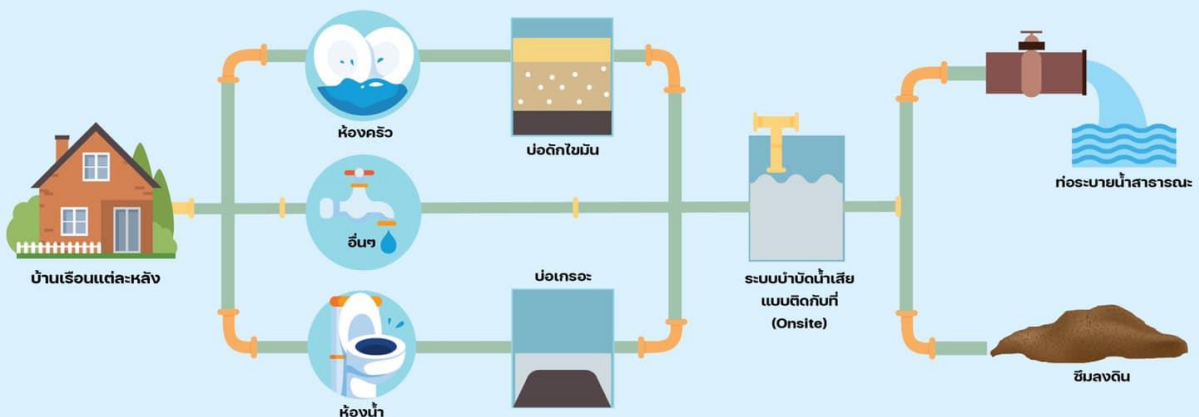 ห้องครัว
บ่อดักไขมัน
ท่อระบายน้ำสาธารณะ
อื่นๆ
บ้านเรือนแต่ละหลัง
บ่อเกรอะ
ระบบบำบัดน้ำเสีย
แบบติดกับที่
(Onsite)
ซึมลงดิน
ห้องน้ำ